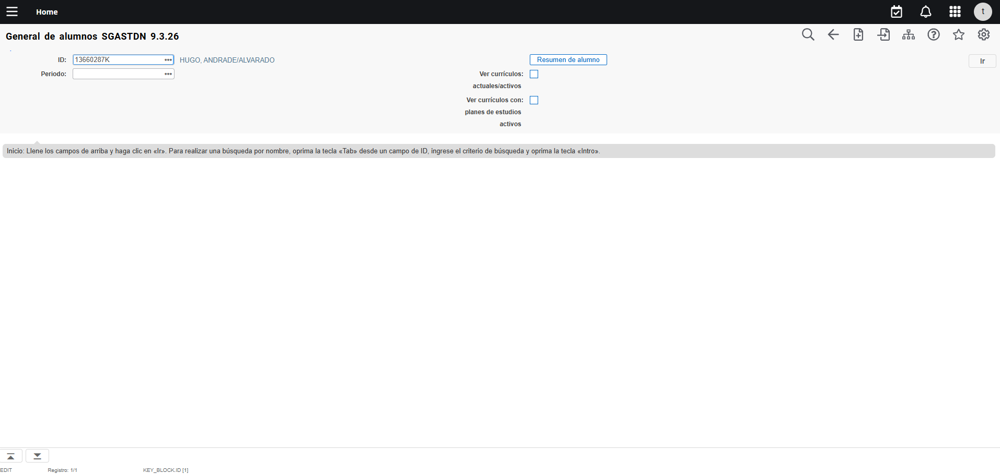 Home
t
General de alumnos SGASTDN 9.3.26
ID: 13660287K ••• HUGO, ANDRADE/ALVARADO
Resumen de alumno
Ir
Periodo: •••
Ver currículos:
actuales/activos
Ver currículos con:
planes de estudios
activos
Inicio: Llene los campos de arriba y haga clic en «Ir». Para realizar una búsqueda por nombre, oprima la tecla «Tab» desde un campo de ID, ingrese el criterio de búsqueda y oprima la tecla «Intro».
EDIT Registro: 1/1 KEY_BLOCK.ID [1]